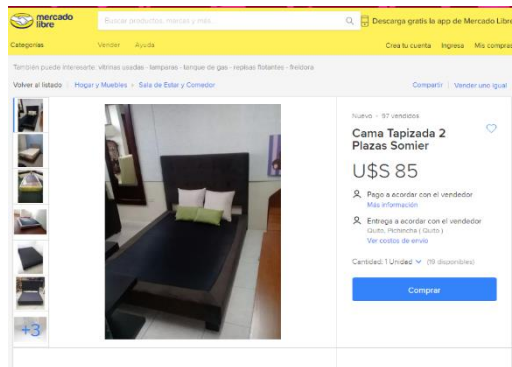 mercado
libre
Buscar productos, marcas y más
Descarga gratis la app de Mercado Libre
Categorías
Vender
Ayuda
Crea tu cuenta
Ingresa
Mis compras
También puede interesarte: vitrinas usadas - lamparas - tanque de gas - repisas flotantes - freidora
Volver al listado
Hogar y Muebles > Sala de Estar y Comedor
Compartir
Vender uno igual
Nuevo - 97 vendidos
Cama Tapizada 2
Plazas Somier
U$S 85
Pago a acordar con el vendedor
Más información
Entrega a acordar con el vendedor
Quito, Pichincha ( Quito )
Ver costos de envío
Cantidad: 1 Unidad (19 disponibles)
Comprar
+3